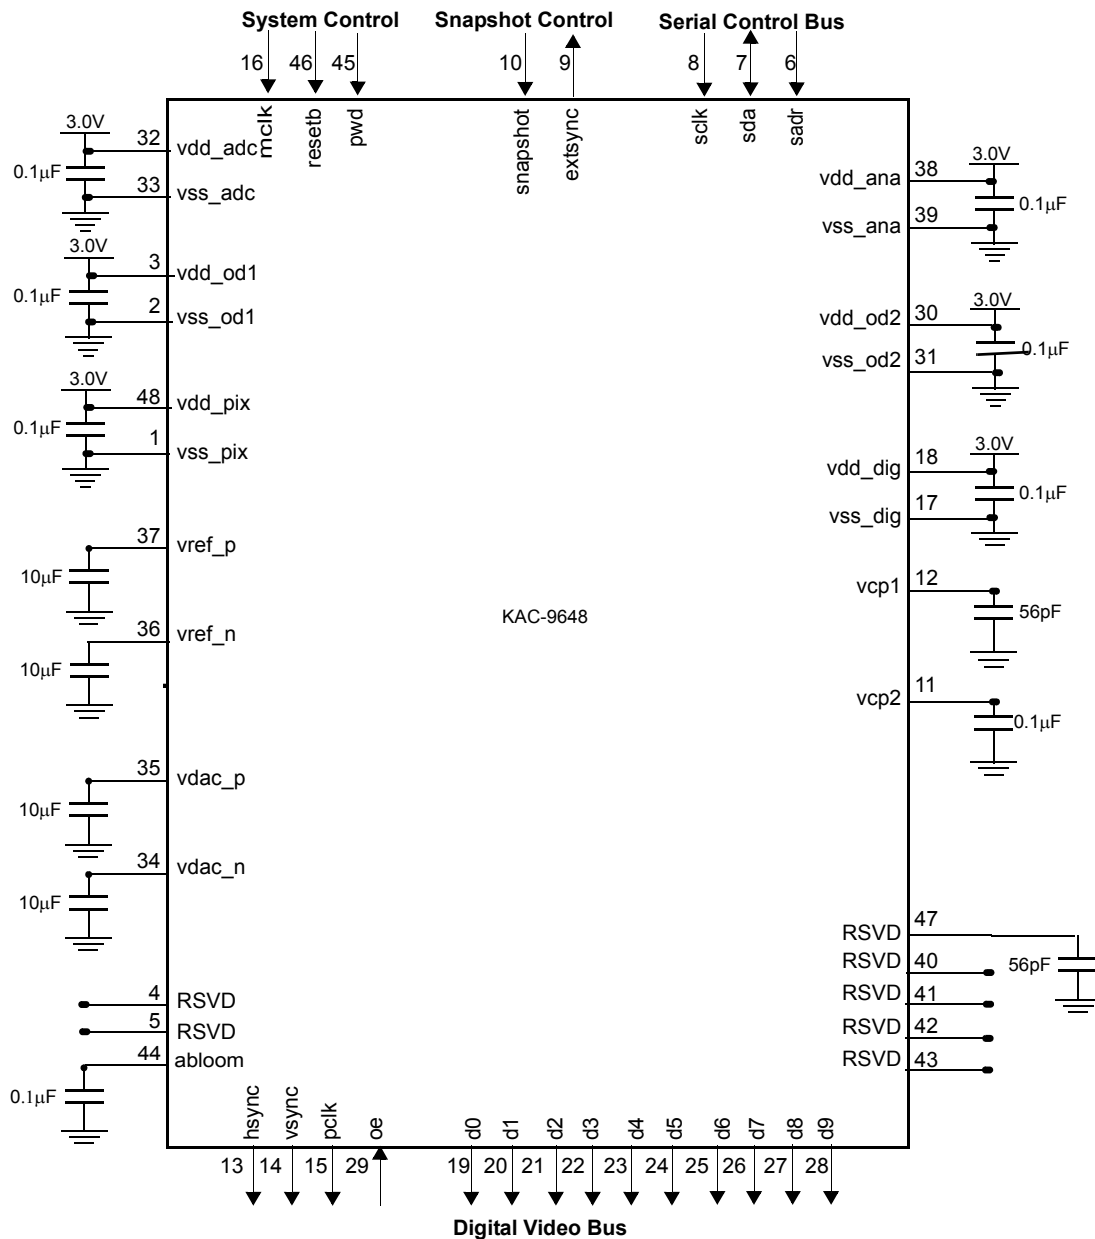 System Control Snapshot Control Serial Control Bus
16 46 45 10 9 8 7 6
mclk resetb pwd snapshot extsync sclk sda sadr
3.0V
32 vdd_adc
0.1µF
33 vss_adc
3.0V
3 vdd_od1
0.1µF
2 vss_od1
3.0V
48 vdd_pix
0.1µF
1 vss_pix
37 vref_p
10µF
36 vref_n
10µF
35 vdac_p
10µF
34 vdac_n
10µF
4 RSVD
5 RSVD
44 abloom
0.1µF
KAC-9648
3.0V
vdd_ana 38
0.1µF
vss_ana 39
3.0V
vdd_od2 30
0.1µF
vss_od2 31
3.0V
vdd_dig 18
0.1µF
vss_dig 17
vcp1 12
56pF
vcp2 11
0.1µF
RSVD 47
56pF
RSVD 40
RSVD 41
RSVD 42
RSVD 43
hsync vsync pclk oe d0 d1 d2 d3 d4 d5 d6 d7 d8 d9
13 14 15 29 19 20 21 22 23 24 25 26 27 28
Digital Video Bus